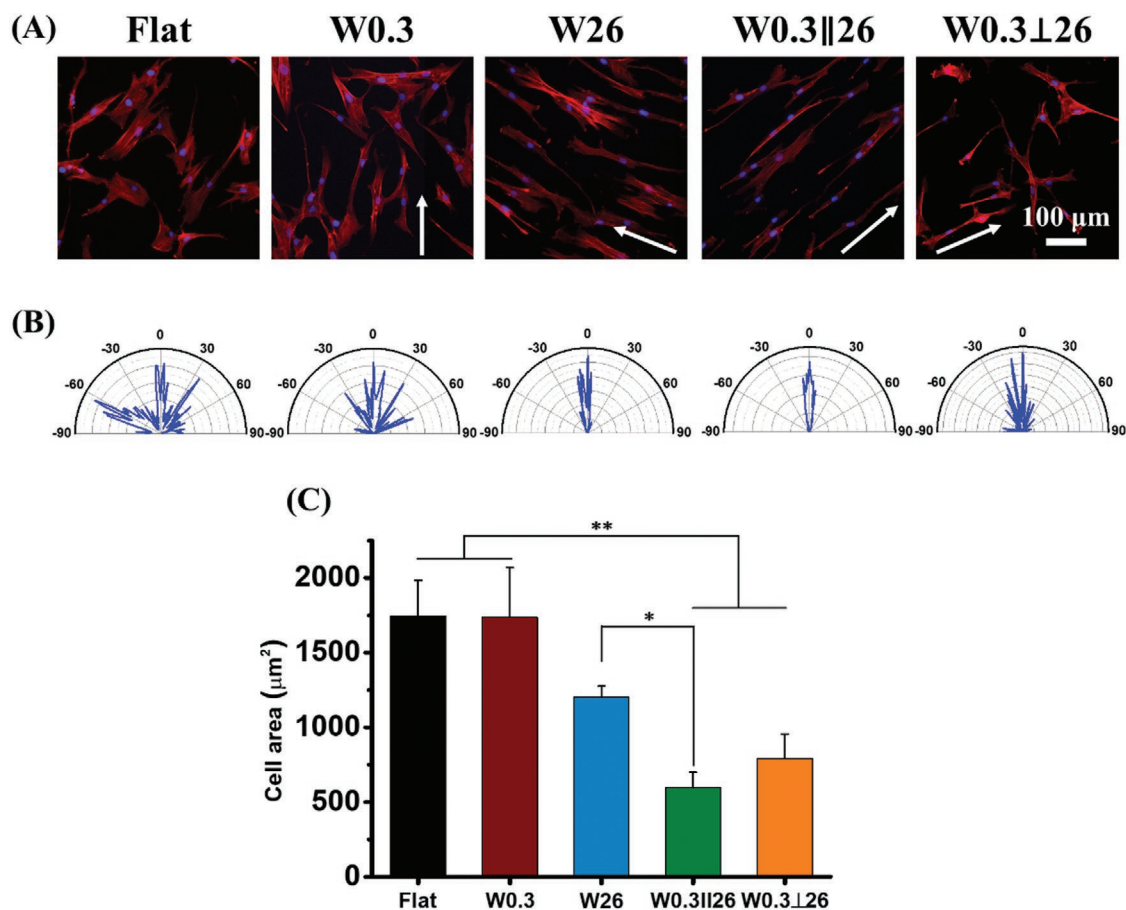 (A)
Flat W0.3 W26 W0.3∥26 W0.3⊥26
100 µm
(B)
0 0 0 0 0
-30 30 -30 30 -30 30 -30 30 -30 30
-60 60 -60 60 -60 60 -60 60 -60 60
-90 90 -90 90 -90 90 -90 90 -90 90
(C)
**
*
2000
1500
1000
500
0
Cell area (µm²)
Flat W0.3 W26 W0.3II26 W0.3⊥26